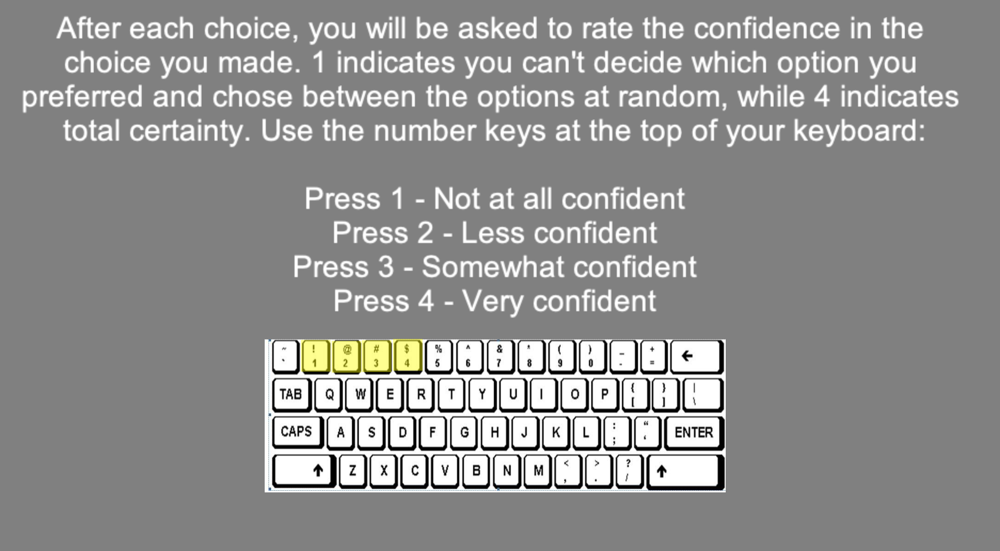 After each choice, you will be asked to rate the confidence in the
choice you made. 1 indicates you can't decide which option you
preferred and chose between the options at random, while 4 indicates
total certainty. Use the number keys at the top of your keyboard:
Press 1 - Not at all confident
Press 2 - Less confident
Press 3 - Somewhat confident
Press 4 - Very confident
~ ! @ # $ % ^ & * ( ) _ + ←
` 1 2 3 4 5 6 7 8 9 0 - =
TAB Q W E R T Y U I O P { [ } ] | \
CAPS A S D F G H J K L : ; “ ‘ ENTER
↑ Z X C V B N M < , > . ? / ↑